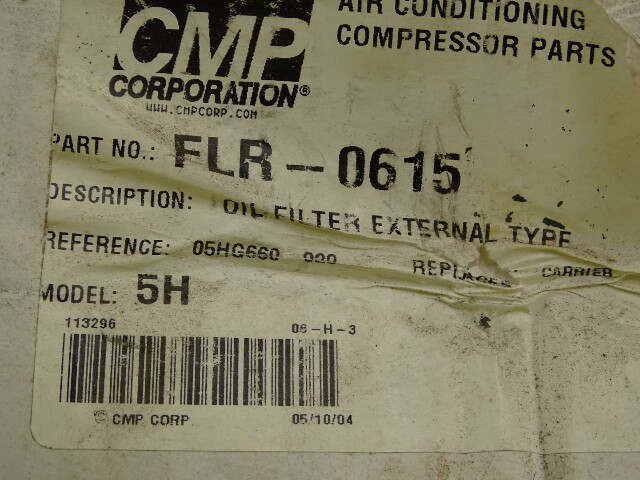 AIR CONDITIONING
COMPRESSOR PARTS
CMP
CORPORATION®
WWW.CMPCORP.COM
PART NO.: FLR-0615
DESCRIPTION: OIL FILTER EXTERNAL TYPE
REFERENCE: 05HG660 020 REPLACES: CARRIER
MODEL: 5H
113296 06-H-3
© CMP CORP. 05/10/04